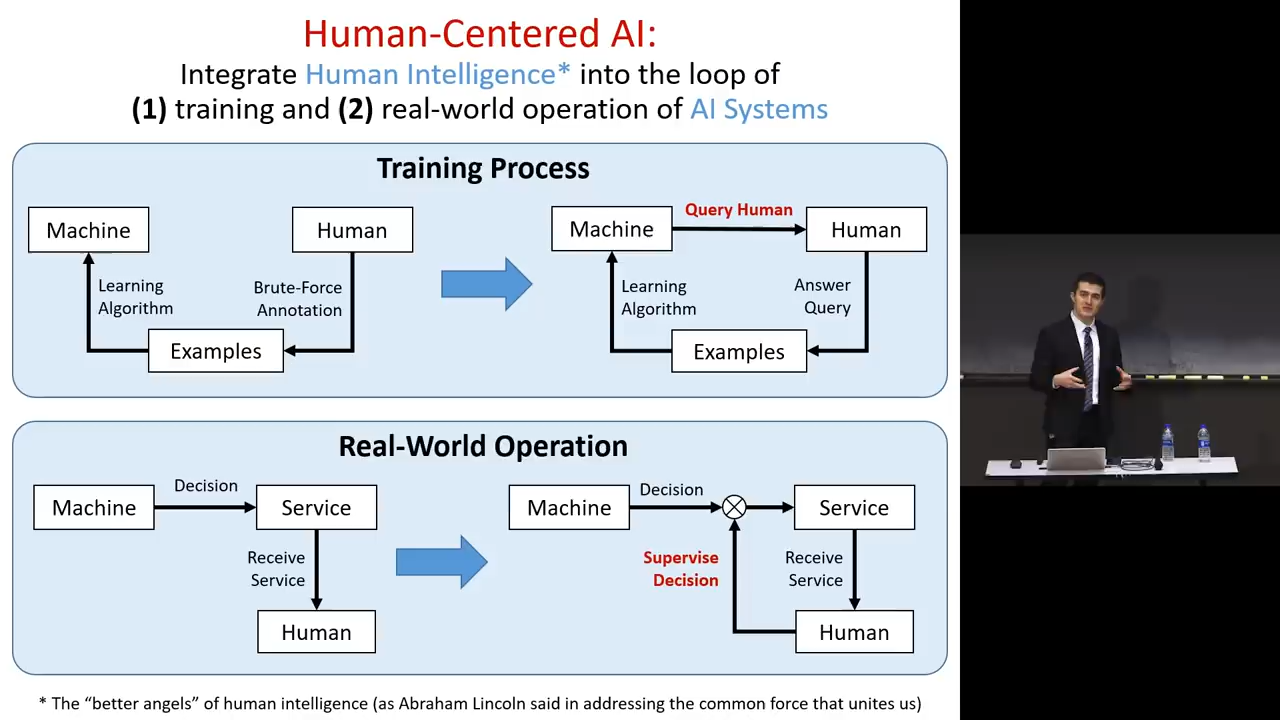 Human-Centered AI:
Integrate Human Intelligence* into the loop of
(1) training and (2) real-world operation of AI Systems
Training Process
Machine
Human
Learning
Algorithm
Brute-Force
Annotation
Examples
Machine
Query Human
Human
Learning
Algorithm
Answer
Query
Examples
Real-World Operation
Machine
Decision
Service
Receive
Service
Human
Machine
Decision
Service
Supervise
Decision
Receive
Service
Human
* The “better angels” of human intelligence (as Abraham Lincoln said in addressing the common force that unites us)